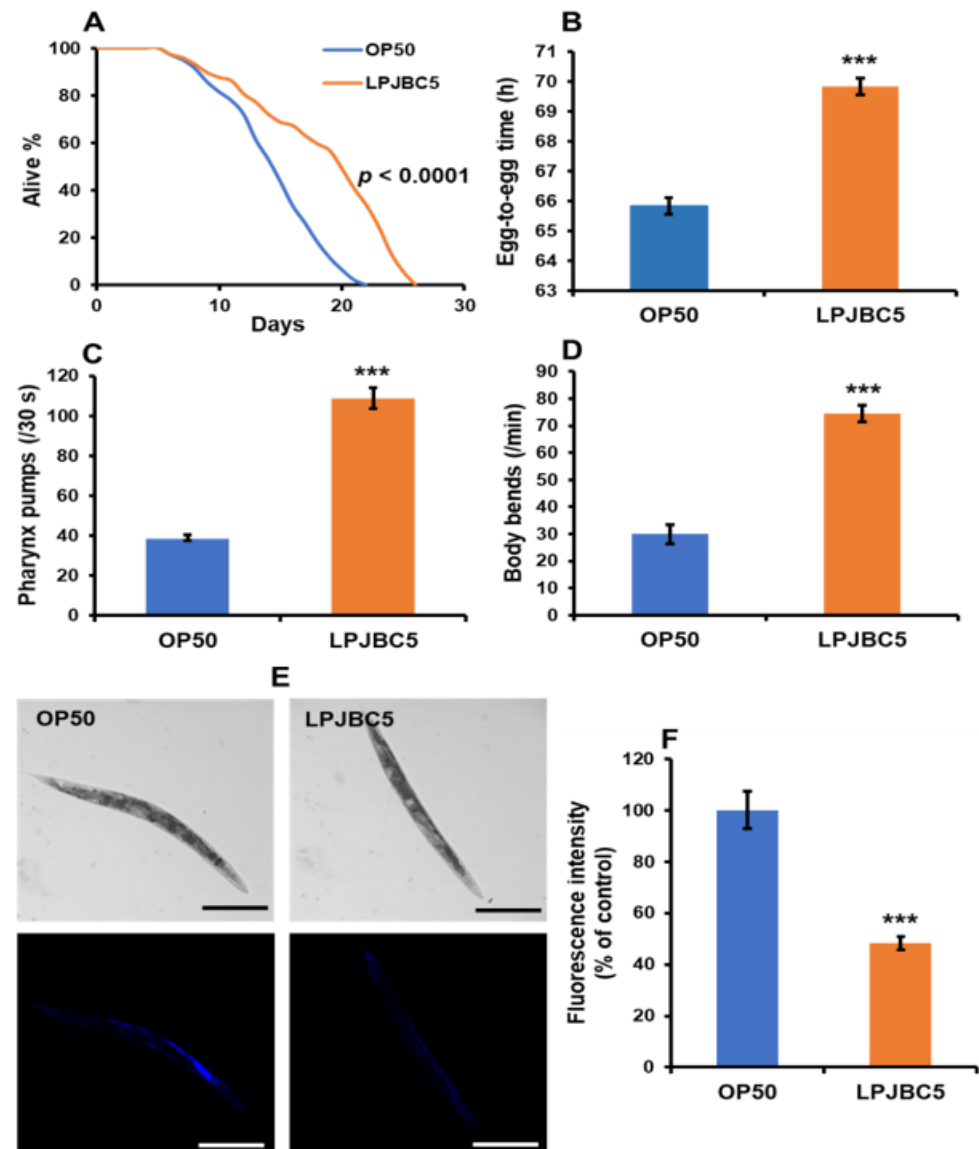 A
OP50
LPJBC5
100
80
60
40
20
0
p < 0.0001
Alive %
0 10 20 30
Days
B
71
70
69
68
67
66
65
64
63
***
Egg-to-egg time (h)
OP50 LPJBC5
C
120
100
80
60
40
20
0
***
Pharynx pumps (/30 s)
OP50 LPJBC5
D
90
80
70
60
50
40
30
20
10
0
***
Body bends (/min)
OP50 LPJBC5
E
OP50
LPJBC5
F
120
100
80
60
40
20
0
***
Fluorescence intensity
(% of control)
OP50 LPJBC5